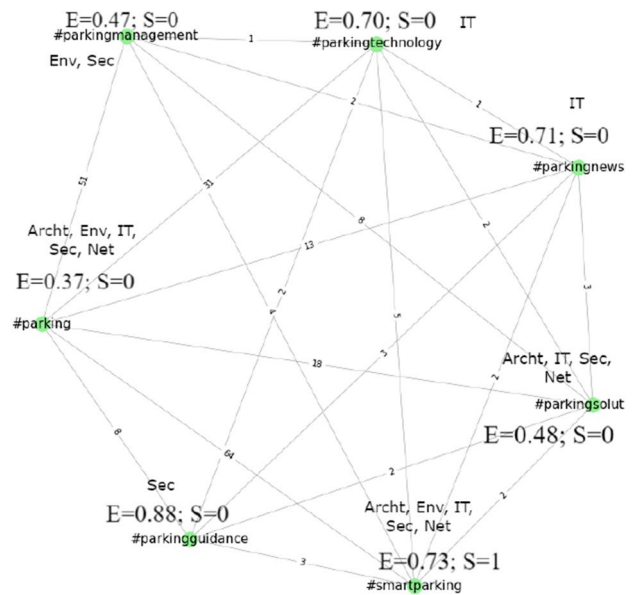 E=0.47; S=0
#parkingmanagement
Env, Sec
E=0.70; S=0
IT
#parkingtechnology
1
2
1
IT
E=0.71; S=0
#parkingnews
51
31
8
2
13
Archt, Env, IT,
Sec, Net
E=0.37; S=0
#parking
2
4
5
3
3
18
2
Archt, IT, Sec,
Net
#parkingsolut
E=0.48; S=0
8
64
2
2
Sec
E=0.88; S=0
#parkingguidance
3
Archt, Env, IT,
Sec, Net
E=0.73; S=1
#smartparking